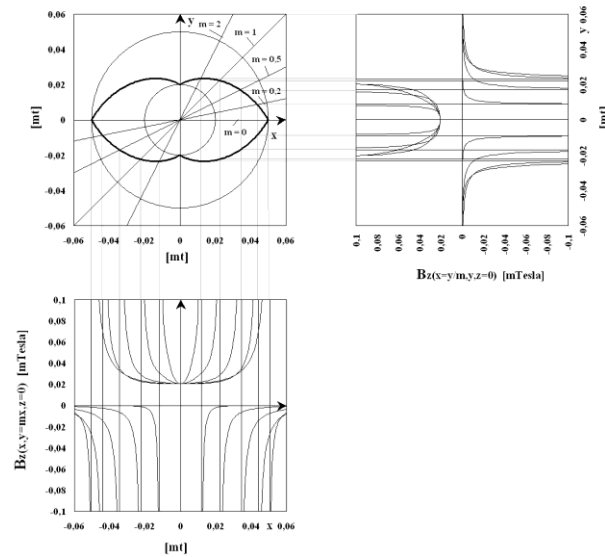 0,06
0,04
0,02
0
-0,02
-0,04
-0,06
[mt]
y
m = 2
m = 1
m = 0,5
m = 0,2
m = 0
x
-0,06 -0,04 -0,02 0 0,02 0,04 0,06
[mt]
0,06
0,04
0,02
0
-0,02
-0,04
-0,06
y
[mt]
0,1
0,08
0,06
0,04
0,02
0
-0,02
-0,04
-0,06
-0,08
-0,1
Bz(x=y/m,y,z=0) [mTesla]
0,1
0,08
0,06
0,04
0,02
0
-0,02
-0,04
-0,06
-0,08
-0,1
Bz(x,y=mx,z=0) [mTesla]
-0,06 -0,04 -0,02 0 0,02 0,04 x 0,06
[mt]